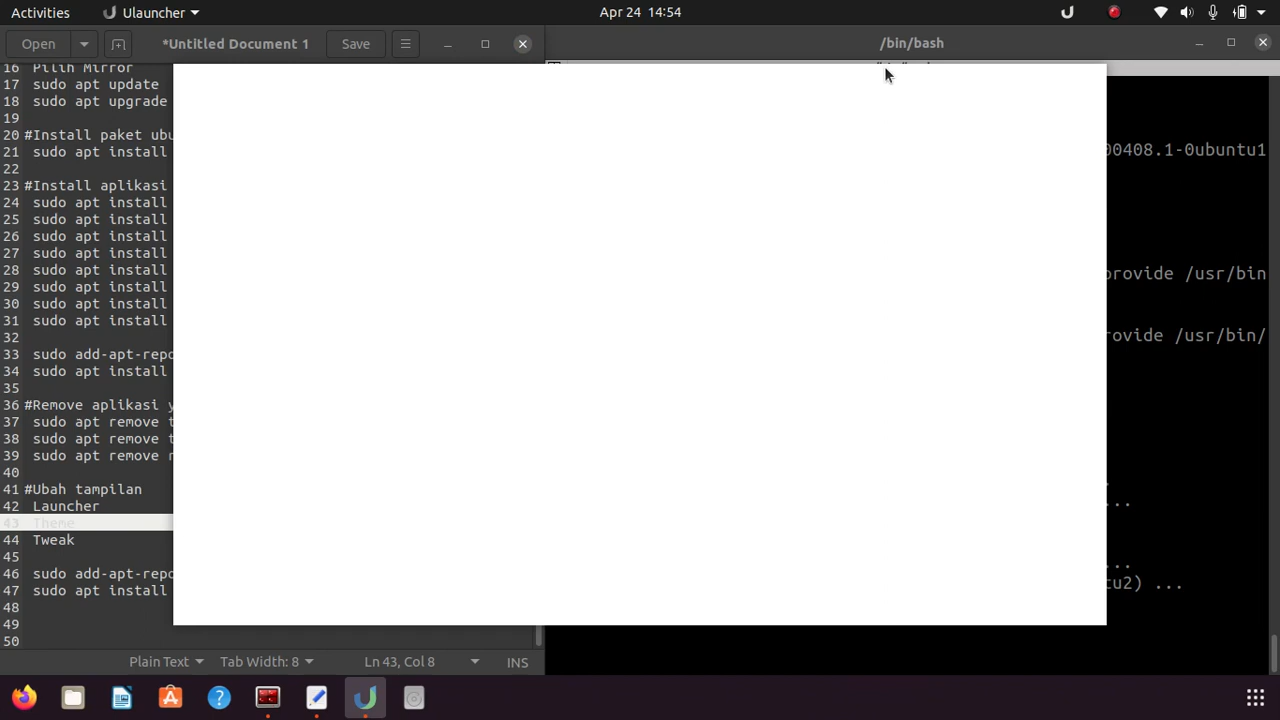 Activities
Ulauncher
Apr 24 14:54
Open
*Untitled Document 1
Save
/bin/bash
16 Pilih Mirror
17 sudo apt update
18 sudo apt upgrade
19
20 #Install paket ubu
21 sudo apt install
22
23 #Install aplikasi
24 sudo apt install
25 sudo apt install
26 sudo apt install
27 sudo apt install
28 sudo apt install
29 sudo apt install
30 sudo apt install
31 sudo apt install
32
33 sudo add-apt-repo
34 sudo apt install
35
36 #Remove aplikasi y
37 sudo apt remove t
38 sudo apt remove t
39 sudo apt remove r
40
41 #Ubah tampilan
42 Launcher
43 Theme
44 Tweak
45
46 sudo add-apt-repo
47 sudo apt install
48
49
50
00408.1-0ubuntu1
provide /usr/bin
rovide /usr/bin/
.
...
...
tu2) ...
Plain Text
Tab Width: 8
Ln 43, Col 8
INS